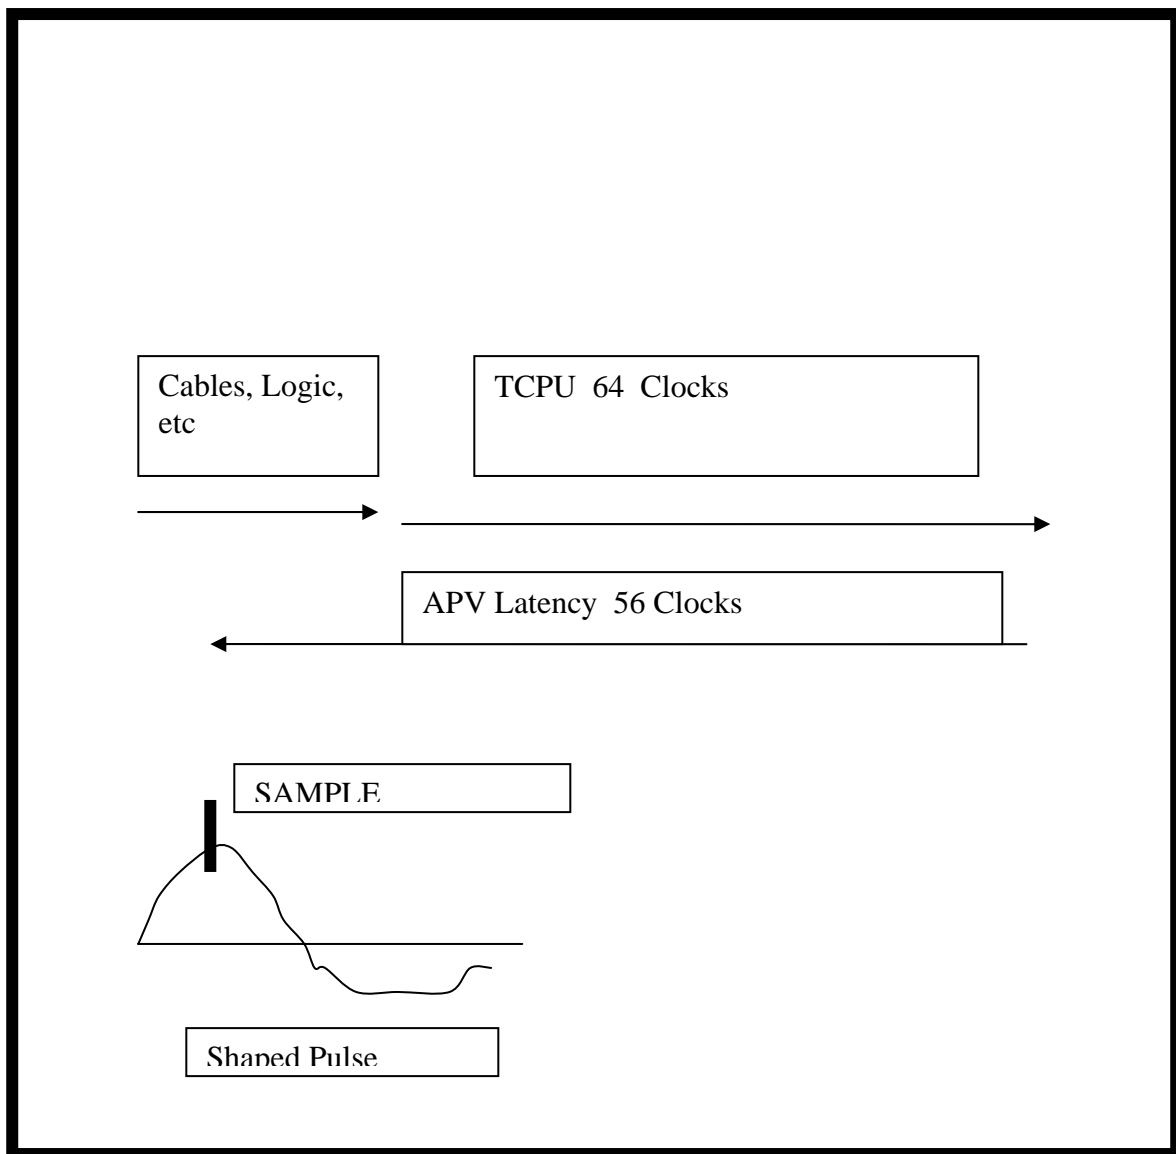 Cables, Logic,
etc
TCPU 64 Clocks
APV Latency 56 Clocks
SAMPLE
Shaped Pulse